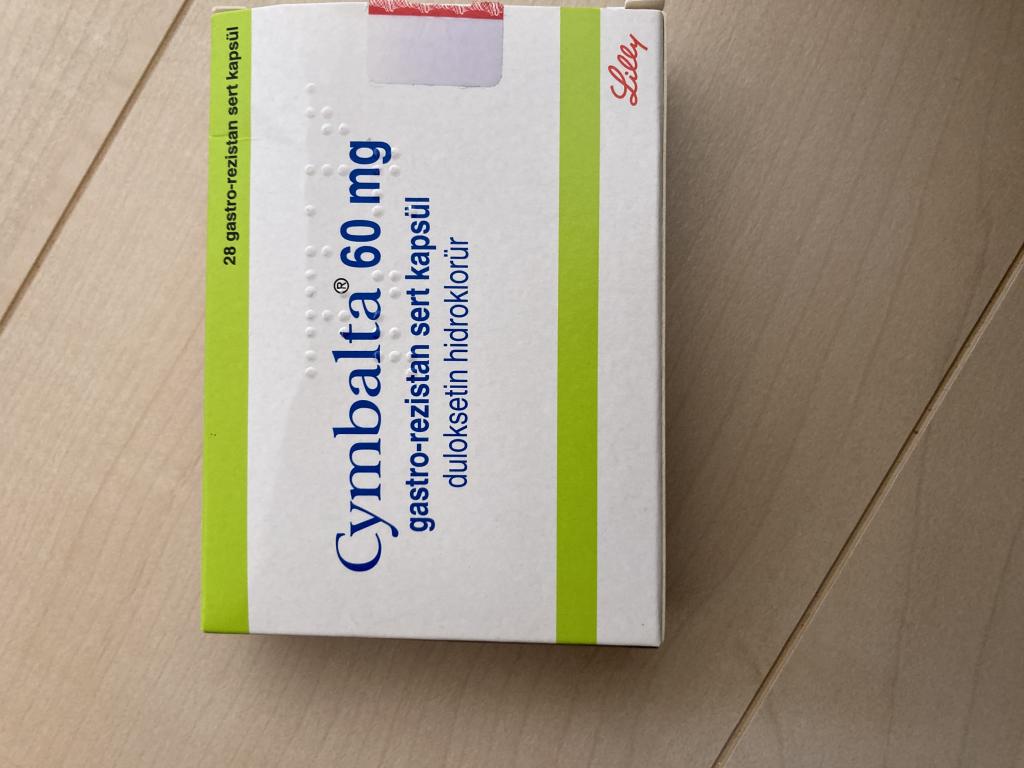 28 gastro-rezistan sert kapsül
Cymbalta® 60 mg
gastro-rezistan sert kapsül
duloksetin hidroklorür
Lilly